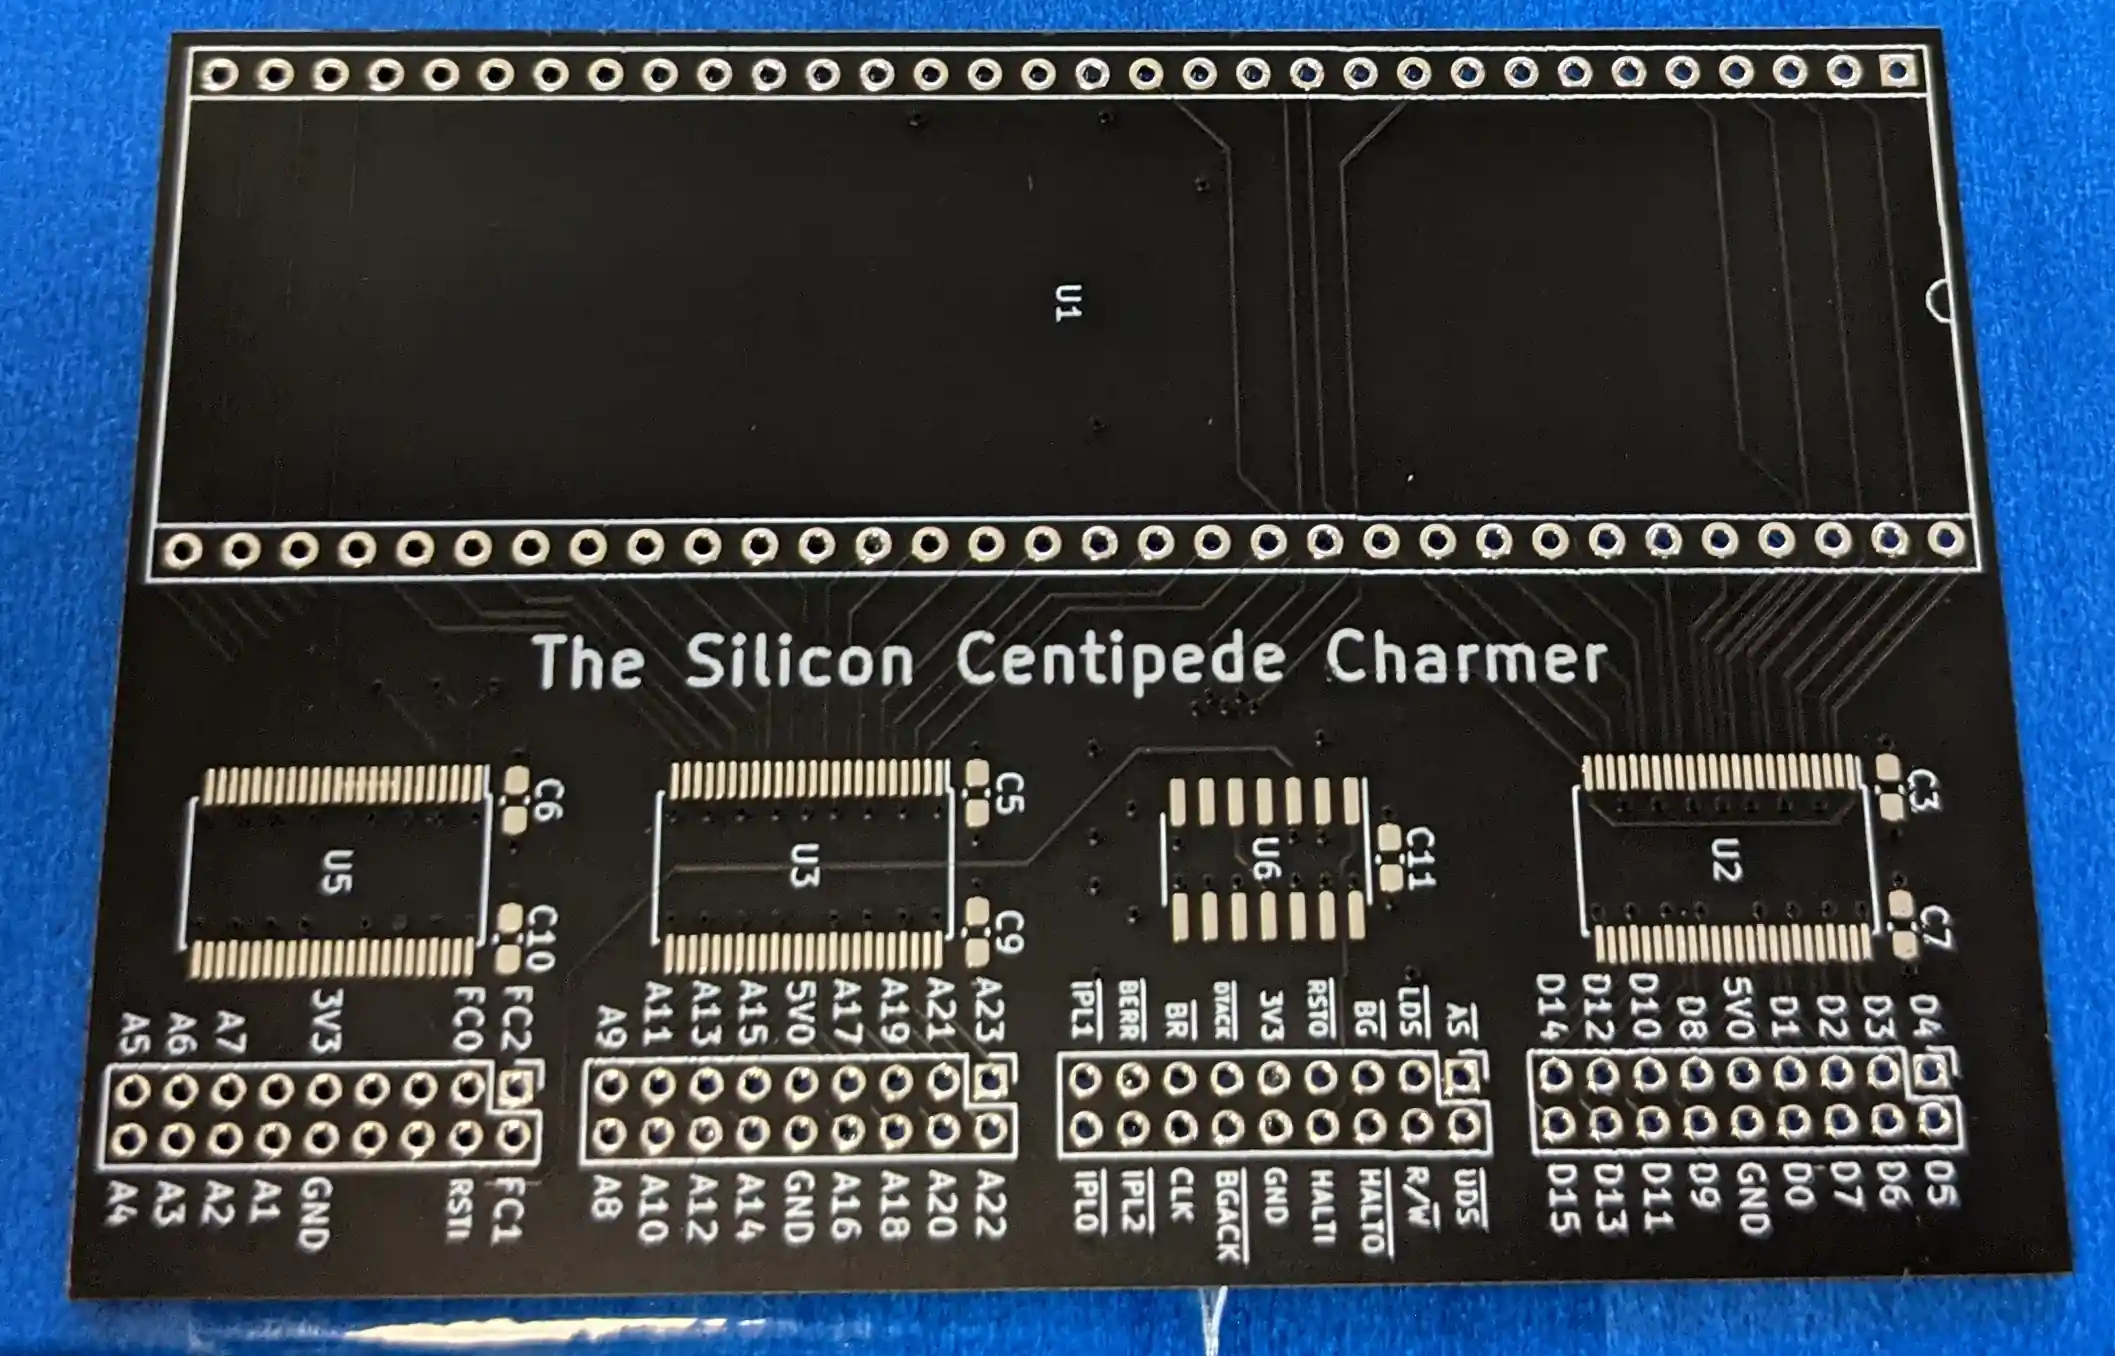 U1
The Silicon Centipede Charmer
C6
C5
C11
C3
U5
U3
U6
U2
C10
C9
C7
A5 A6 A7 3V3 FC0 FC2
A9 A11 A13 A15 5V0 A17 A19 A21 A23
IPL1 BERR BR DTACK 3V3 RSTO BG LDS AS
D14 D12 D10 D8 5V0 D1 D2 D3 D4
A4 A3 A2 A1 GND RSTI FC1
A8 A10 A12 A14 GND A16 A18 A20 A22
IPL0 IPL2 CLK BGACK GND HALTI HALTO R/W UDS
D15 D13 D11 D9 GND D0 D7 D6 D5